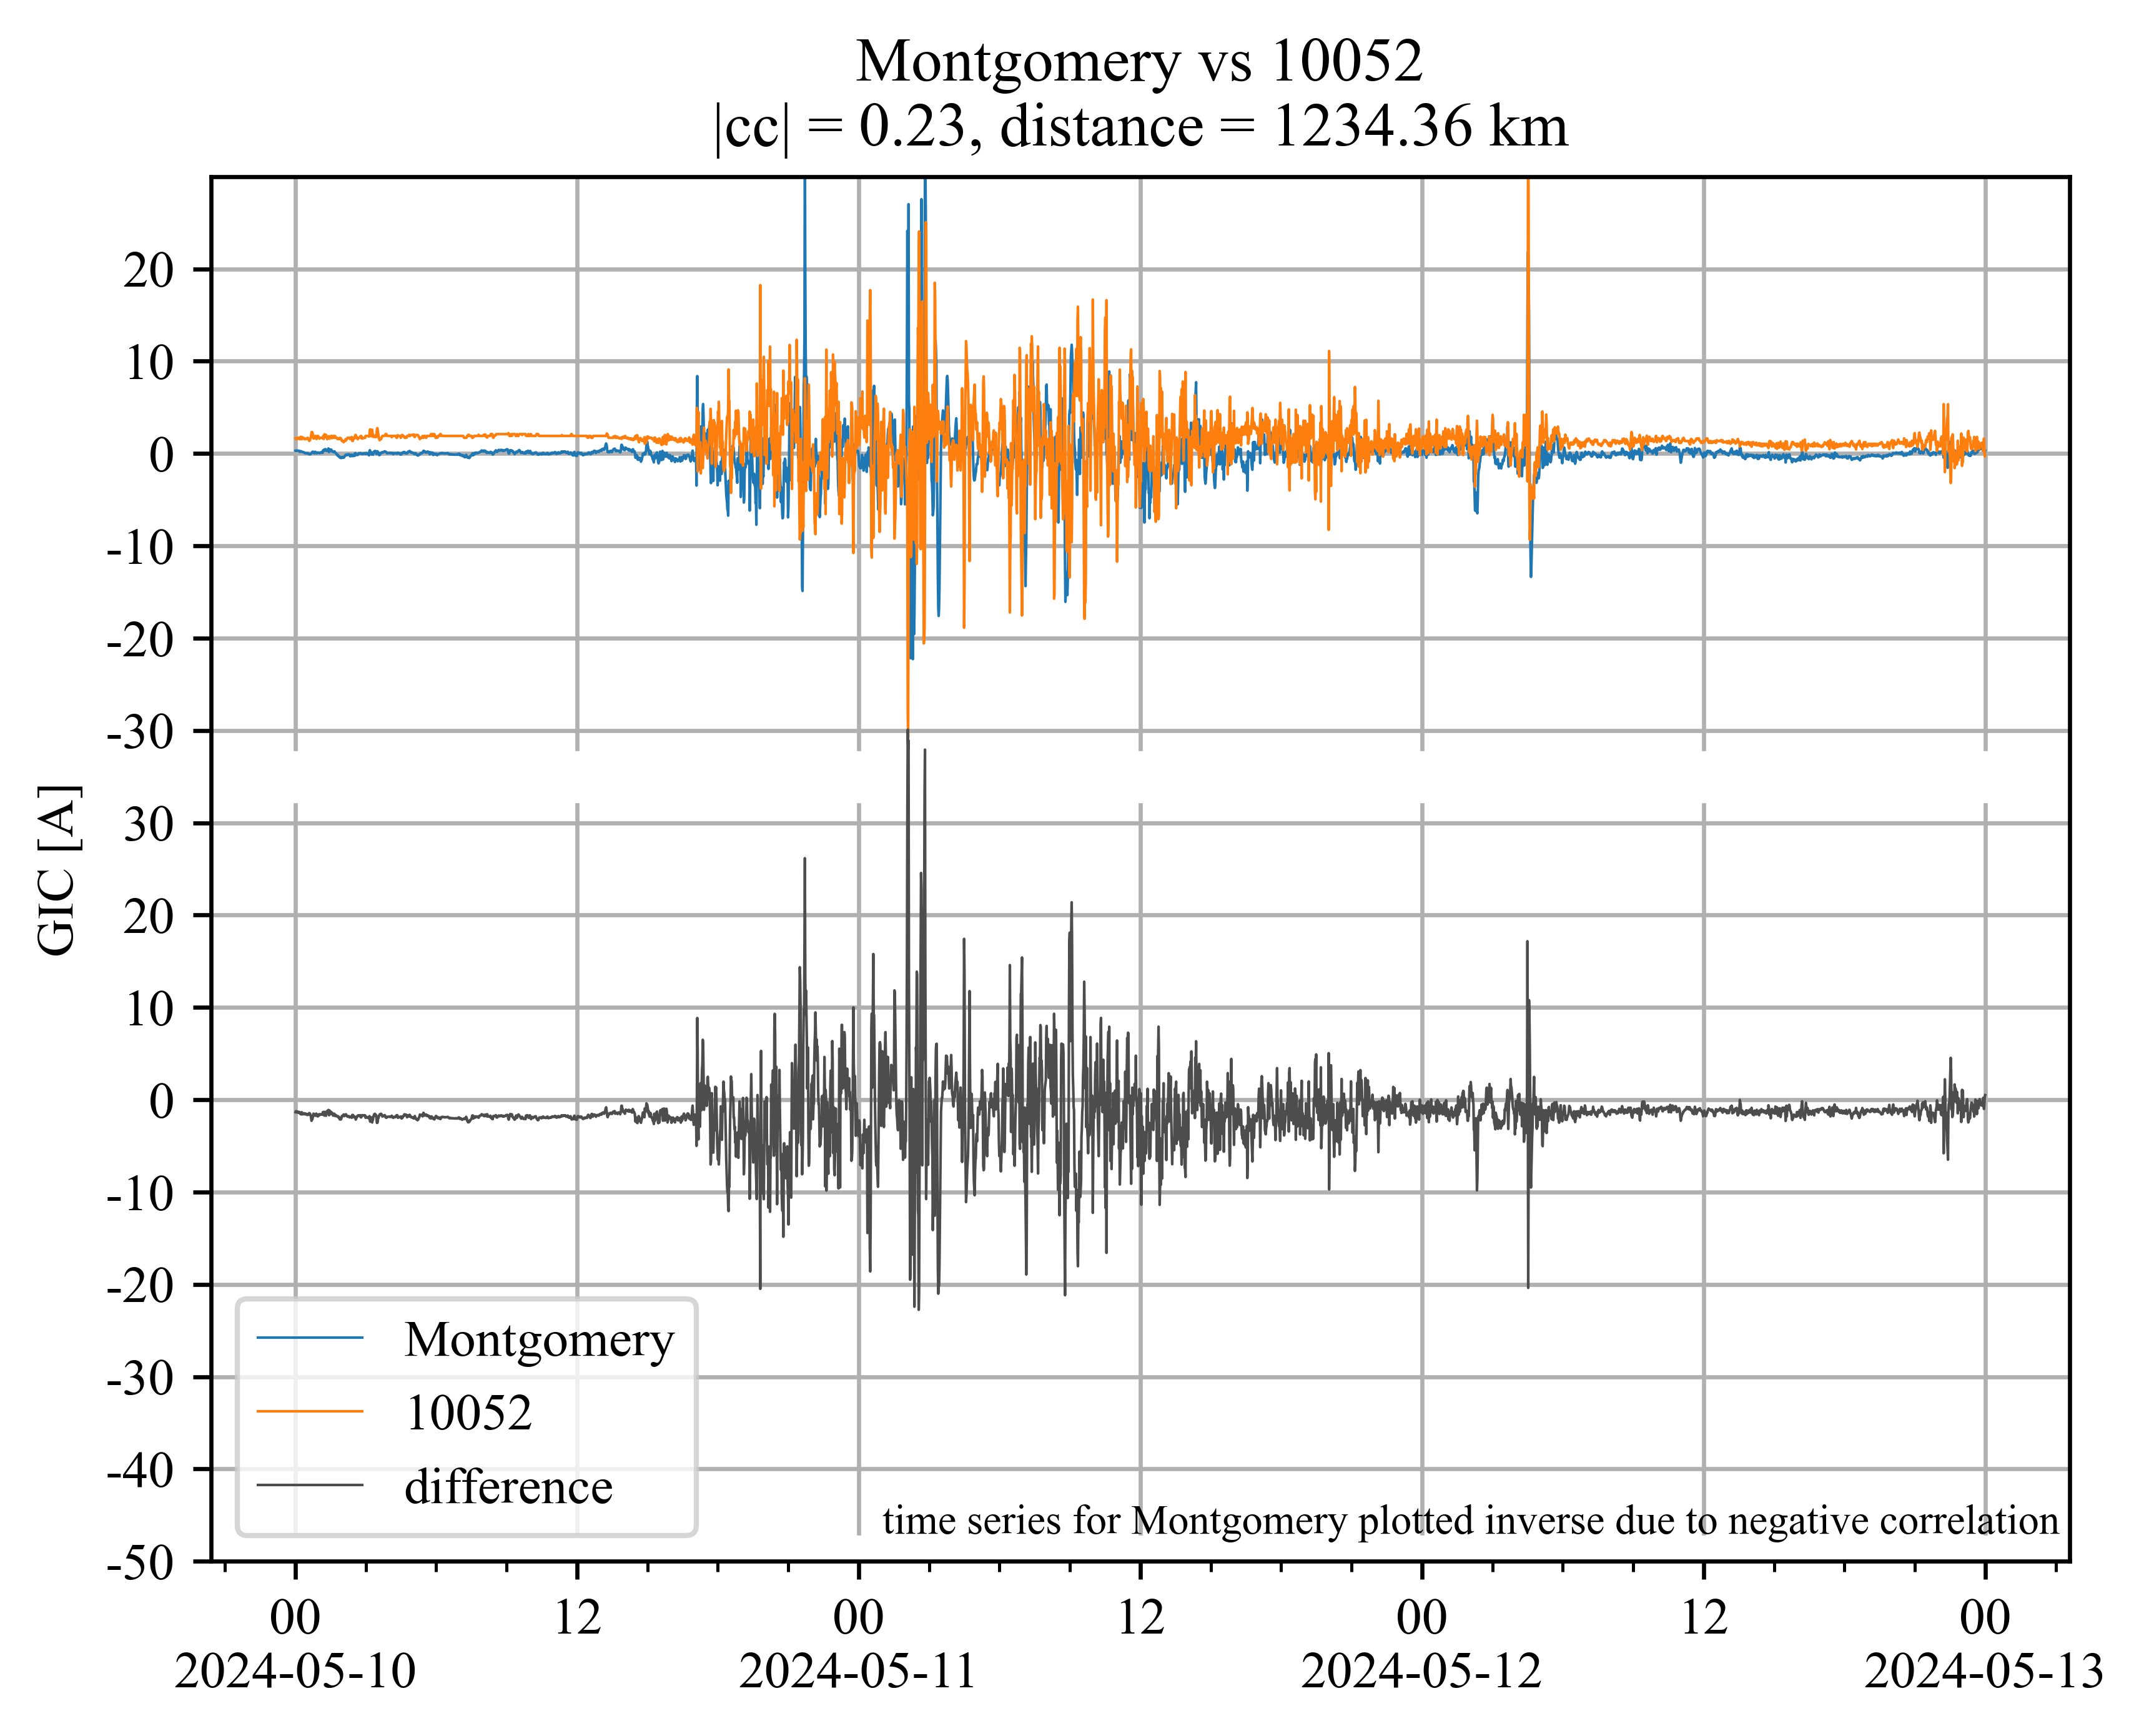 Montgomery vs 10052
|cc| = 0.23, distance = 1234.36 km
20
10
0
-10
-20
-30
30
20
10
0
-10
-20
-30
-40
-50
GIC [A]
Montgomery
10052
difference
time series for Montgomery plotted inverse due to negative correlation
00 12 00 12 00 12 00
2024-05-10 2024-05-11 2024-05-12 2024-05-13